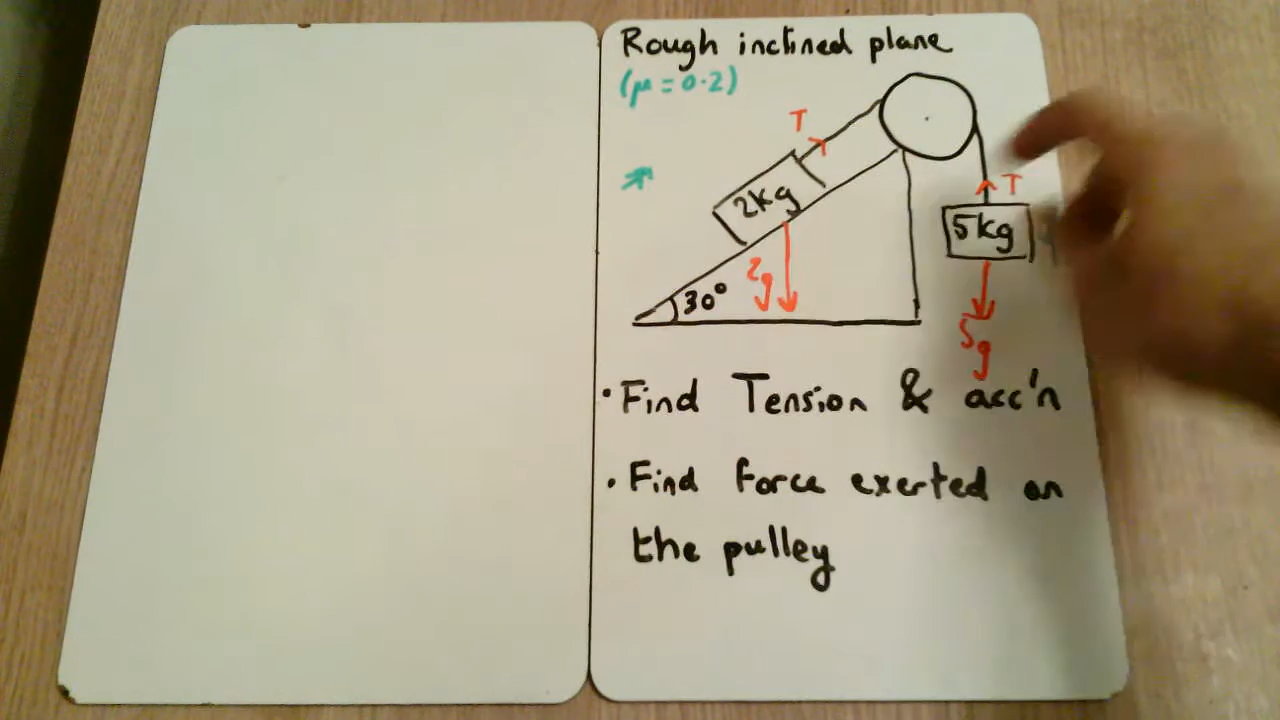 Rough inclined plane
(μ = 0.2)
T
2kg
T
5kg
2g
30°
5g
• Find Tension & acc'n
• Find force exerted on
the pulley